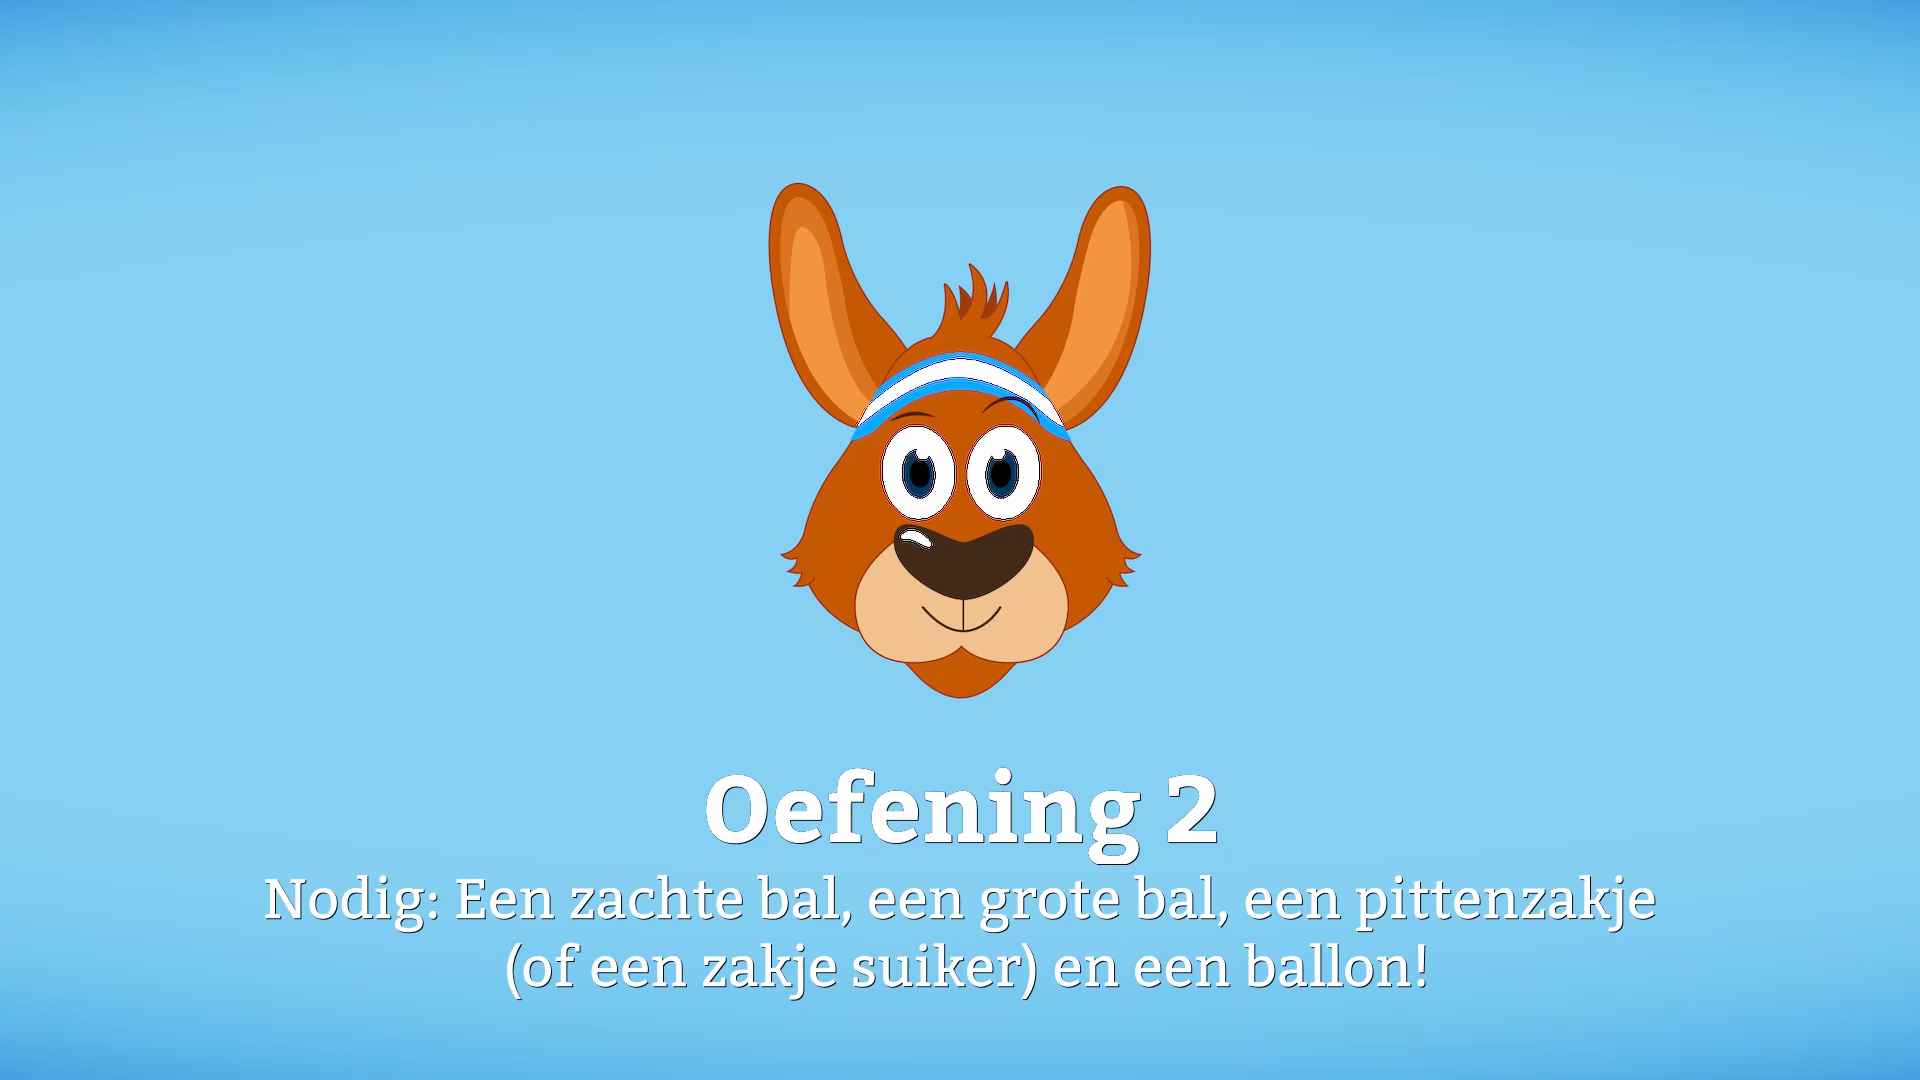 Oefening 2
Nodig: Een zachte bal, een grote bal, een pittenzakje
(of een zakje suiker) en een ballon!